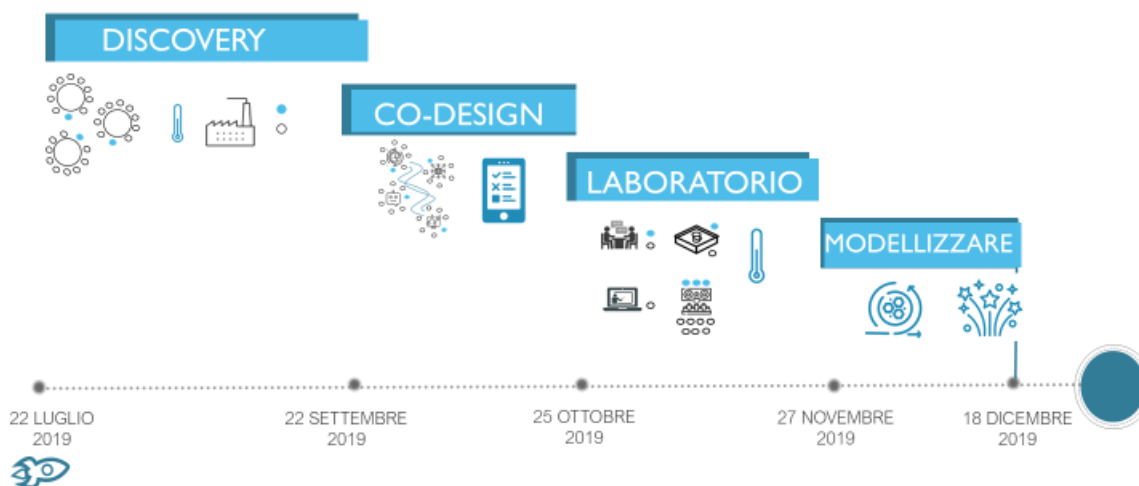 DISCOVERY
CO-DESIGN
LABORATORIO
MODELLIZZARE
22 LUGLIO
2019
22 SETTEMBRE
2019
25 OTTOBRE
2019
27 NOVEMBRE
2019
18 DICEMBRE
2019